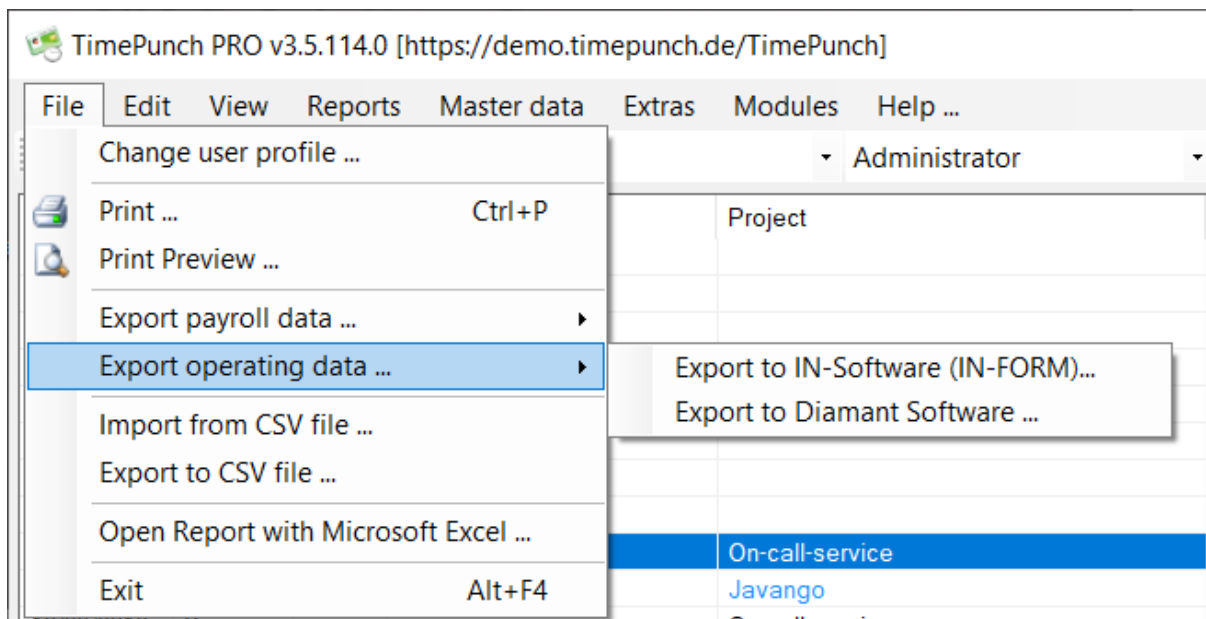 TimePunch PRO v3.5.114.0 [https://demo.timepunch.de/TimePunch]
File Edit View Reports Master data Extras Modules Help ...
Change user profile ...
Administrator
Print ... Ctrl+P
Project
Print Preview ...
Export payroll data ...
Export operating data ...
Export to IN-Software (IN-FORM)...
Export to Diamant Software ...
Import from CSV file ...
Export to CSV file ...
Open Report with Microsoft Excel ...
On-call-service
Exit Alt+F4
Javango